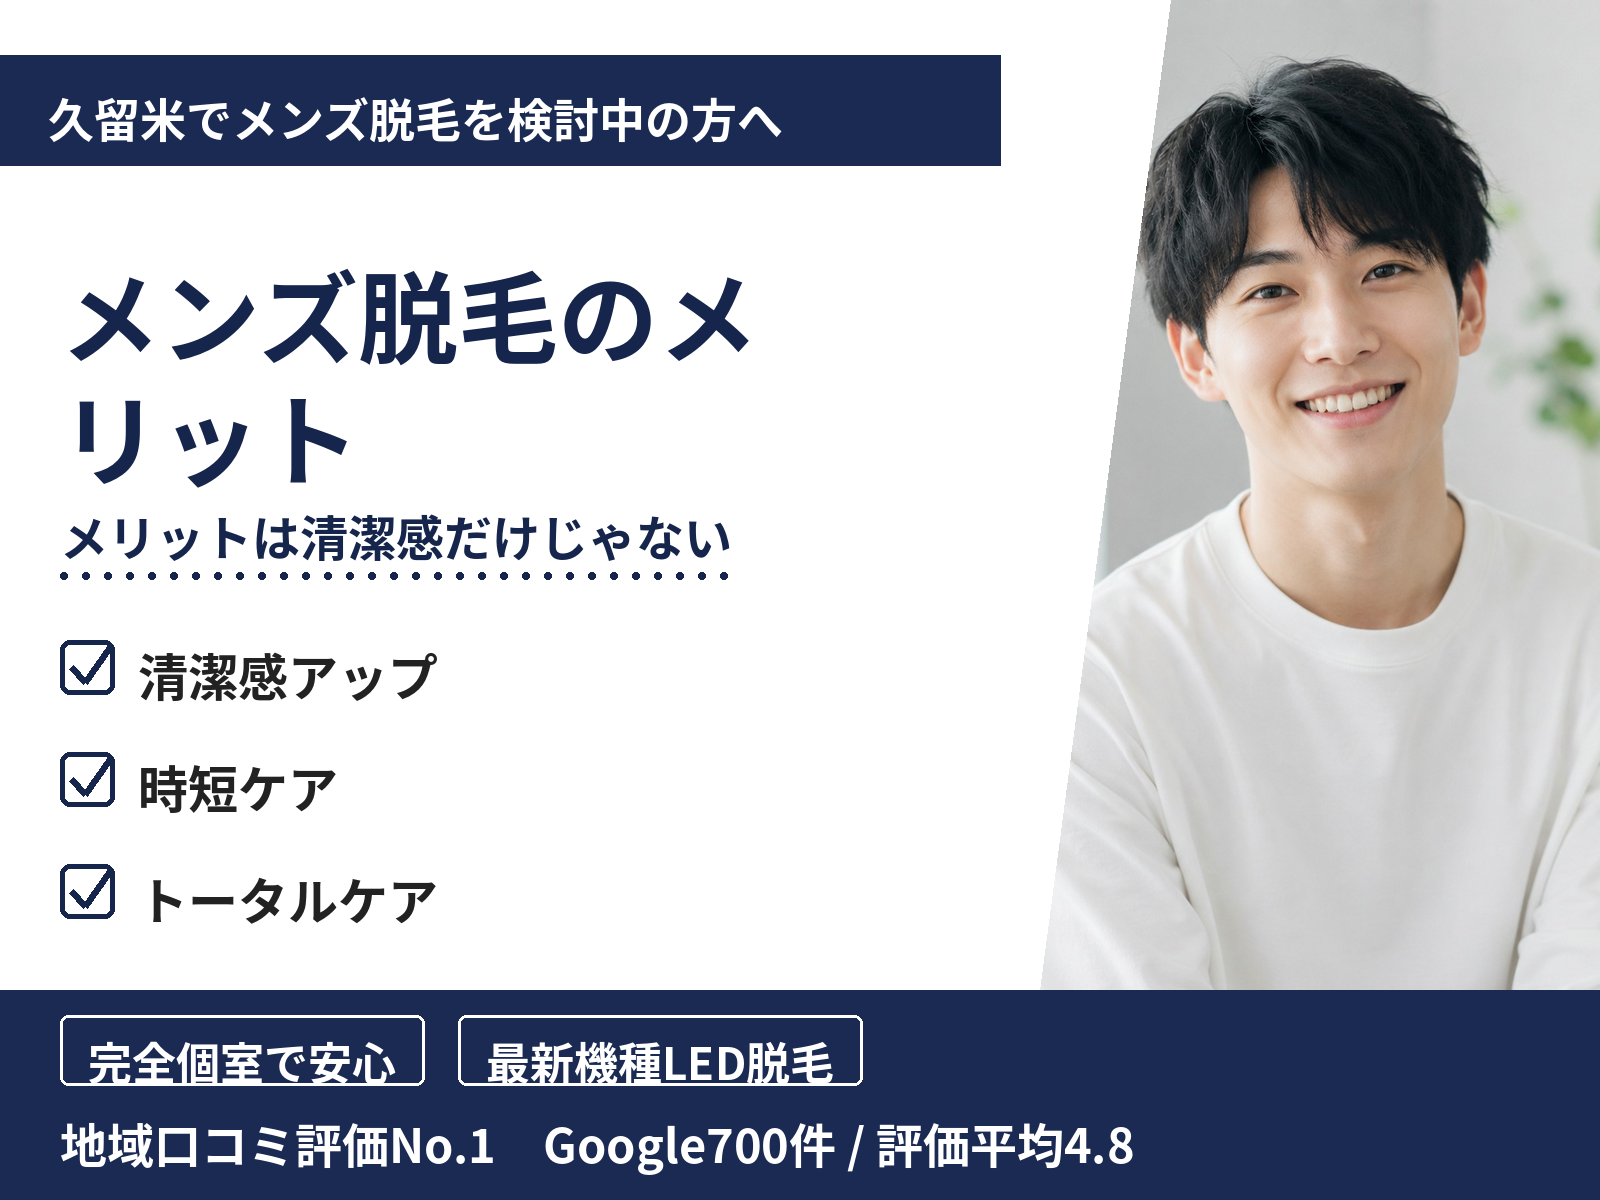 久留米でメンズ脱毛を検討中の方へ
メンズ脱毛のメ
リット
メリットは清潔感だけじゃない
清潔感アップ
時短ケア
トータルケア
完全個室で安心 最新機種LED脱毛
地域口コミ評価No.1 Google700件 / 評価平均4.8